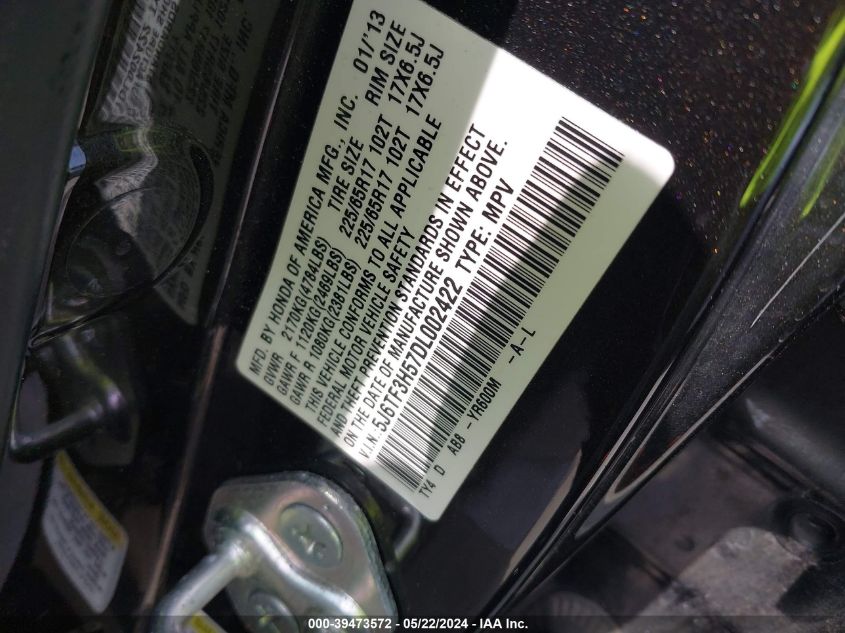 MFD. BY HONDA OF AMERICA MFG., INC. 01/'13
GVWR 2170KG(4784LBS) TIRE SIZE RIM SIZE
GAWR F 1120KG(2469LBS) 225/65R17 102T 17X6.5J
GAWR R 1080KG(2381LBS) 225/65R17 102T 17X6.5J
THIS VEHICLE CONFORMS TO ALL APPLICABLE
FEDERAL MOTOR VEHICLE SAFETY
AND THEFT PREVENTION STANDARDS IN EFFECT
ON THE DATE OF MANUFACTURE SHOWN ABOVE.
V.I.N. 5J6TF3H57DL002422 TYPE: MPV
TY4 D AB8 -YR600M -A-L
000-39473572 - 05/22/2024 - IAA Inc.